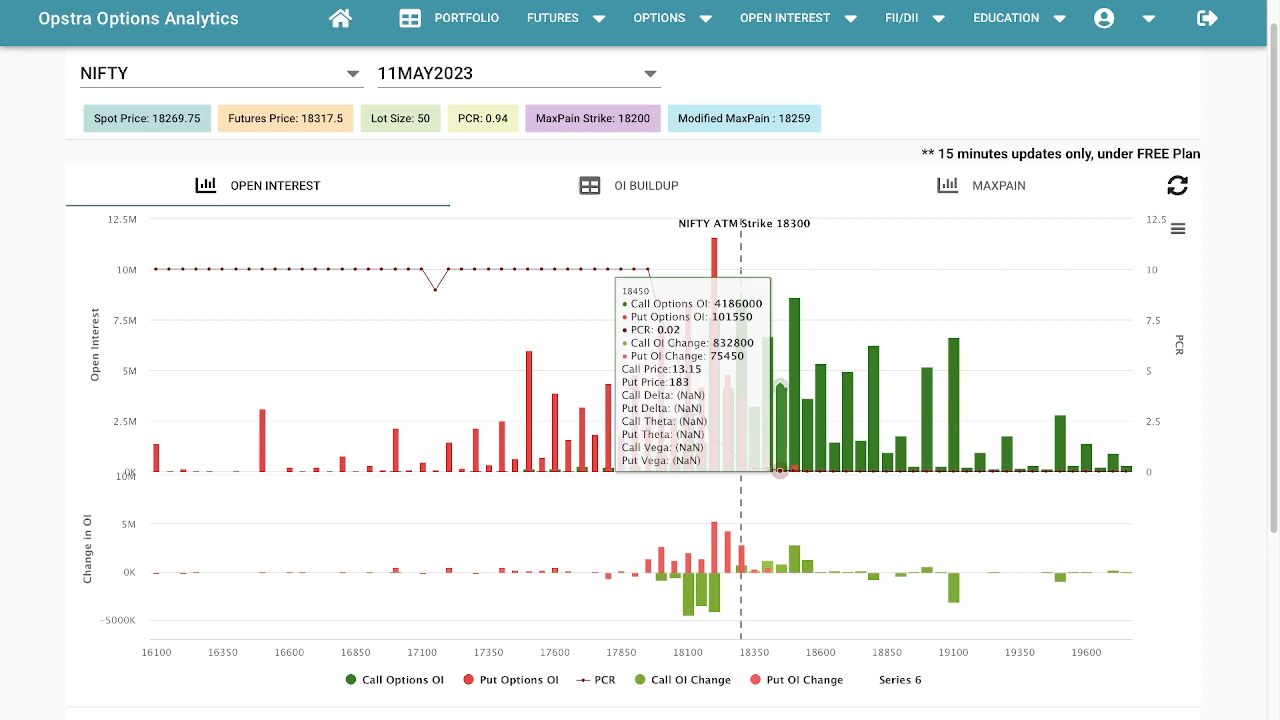 Opstra Options Analytics PORTFOLIO FUTURES OPTIONS OPEN INTEREST FII/DII EDUCATION
NIFTY 11MAY2023
Spot Price: 18269.75 Futures Price: 18317.5 Lot Size: 50 PCR: 0.94 MaxPain Strike: 18200 Modified MaxPain : 18259
** 15 minutes updates only, under FREE Plan
OPEN INTEREST OI BUILDUP MAXPAIN
NIFTY ATM Strike 18300
12.5M
10M
7.5M
5M
2.5M
0K
Open Interest
12.5
10
7.5
5
2.5
0
PCR
18450
Call Options OI: 4186000
Put Options OI: 101550
PCR: 0.02
Call OI Change: 832800
Put OI Change: 75450
Call Price:13.15
Put Price:183
Call Delta: (NaN)
Put Delta: (NaN)
Call Theta: (NaN)
Put Theta: (NaN)
Call Vega: (NaN)
Put Vega: (NaN)
10M
5M
0K
−5000K
Change in OI
16100 16350 16600 16850 17100 17350 17600 17850 18100 18350 18600 18850 19100 19350 19600
Call Options OI Put Options OI PCR Call OI Change Put OI Change Series 6